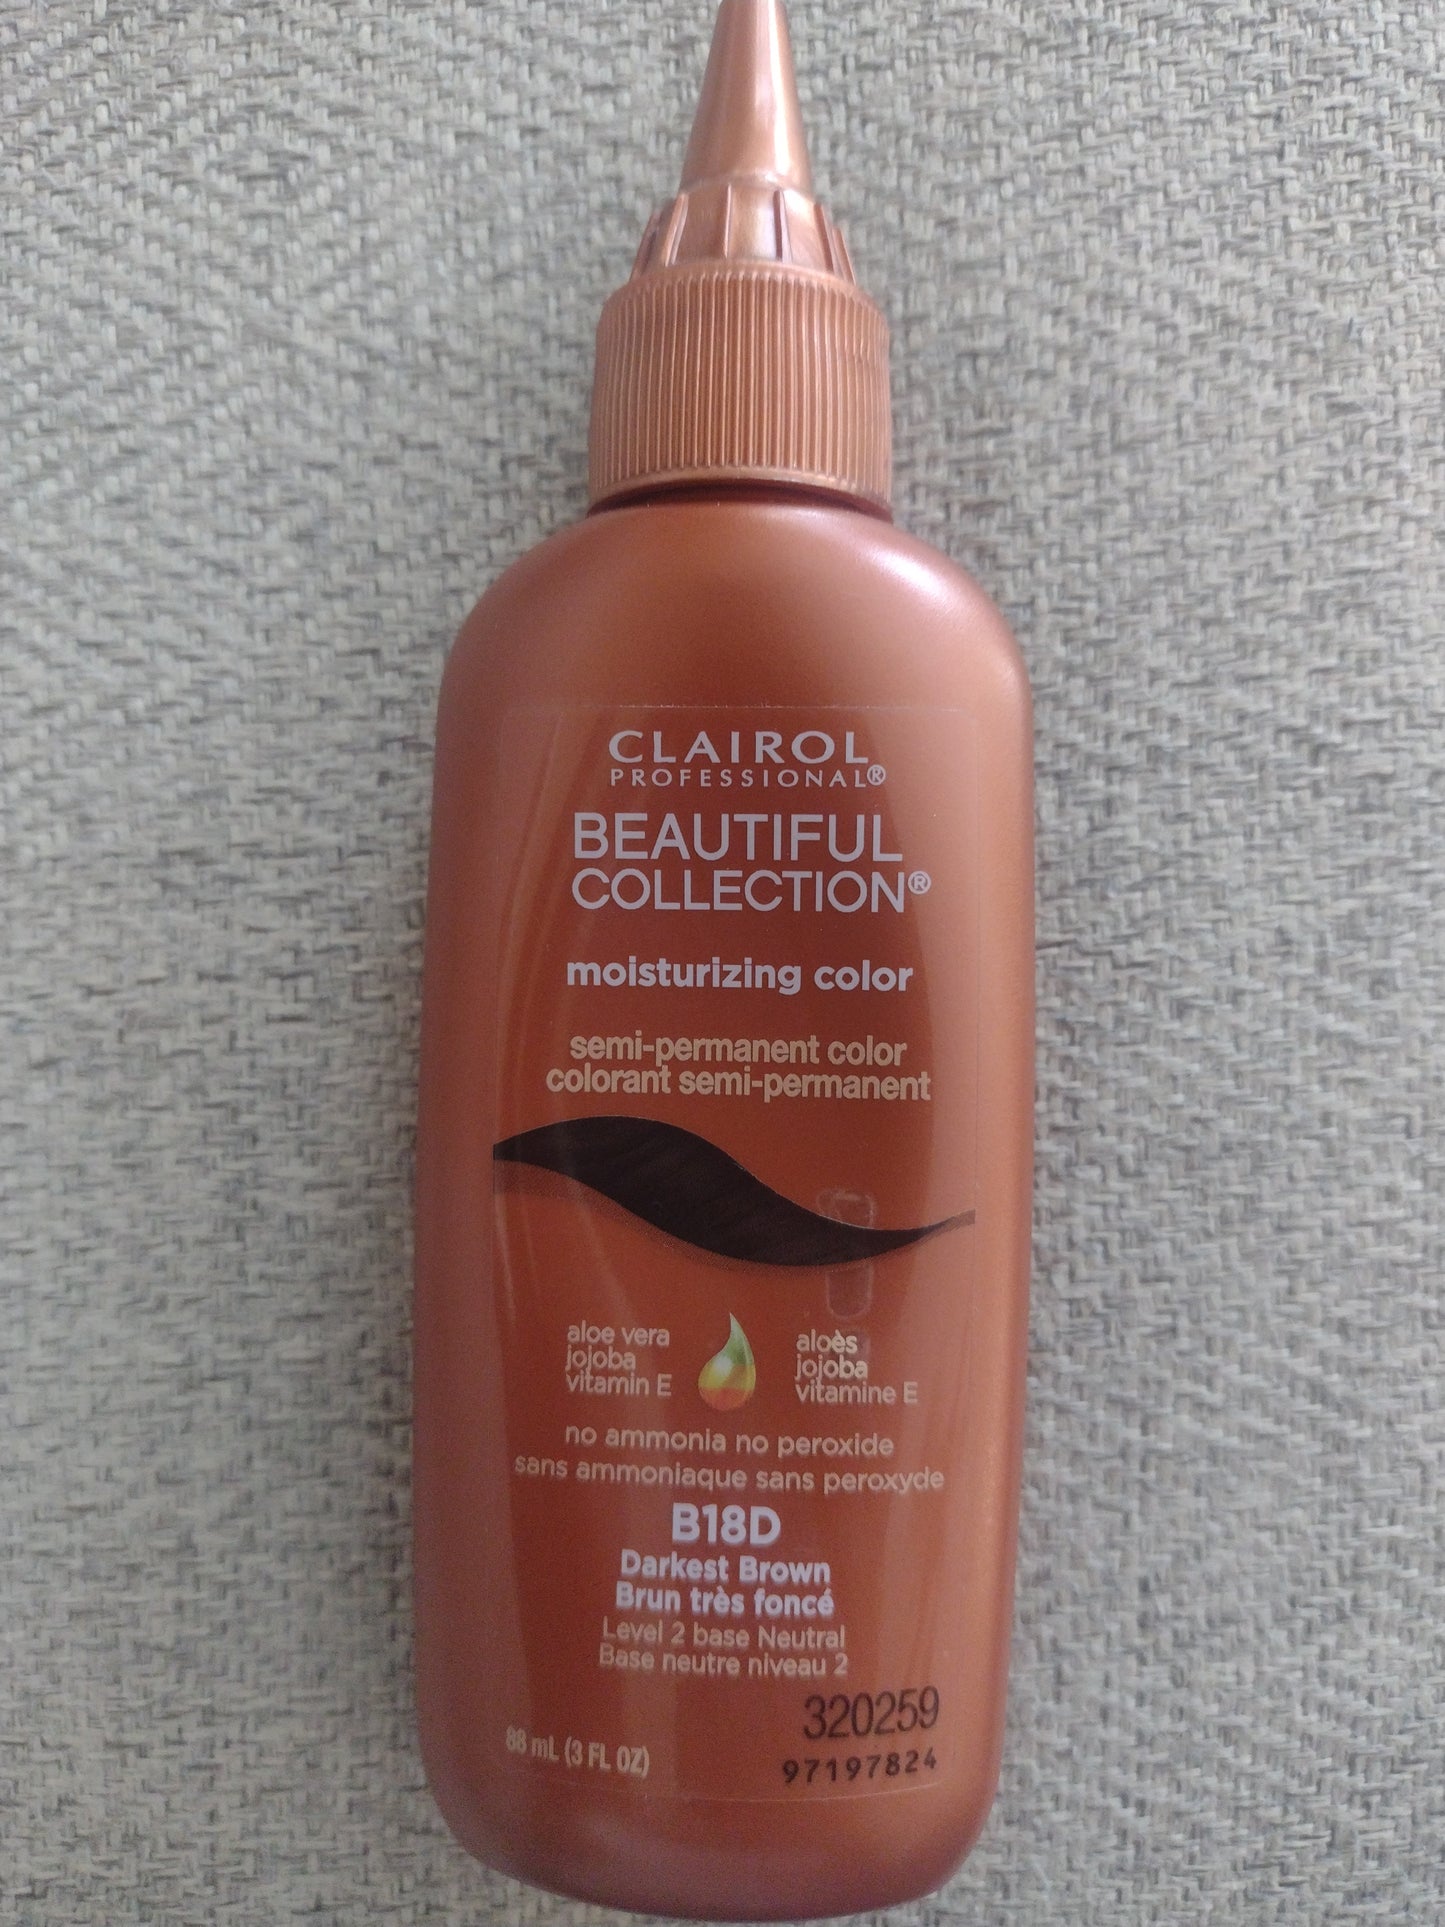 CLAIROL
PROFESSIONAL®
BEAUTIFUL
COLLECTION®
moisturizing color
semi-permanent color
colorant semi-permanent
aloe vera
jojoba
vitamin E
aloès
jojoba
vitamine E
no ammonia no peroxide
sans ammoniaque sans peroxyde
B18D
Darkest Brown
Brun très foncé
Level 2 base Neutral
Base neutre niveau 2
320259
88 mL (3 FL OZ)
97197824